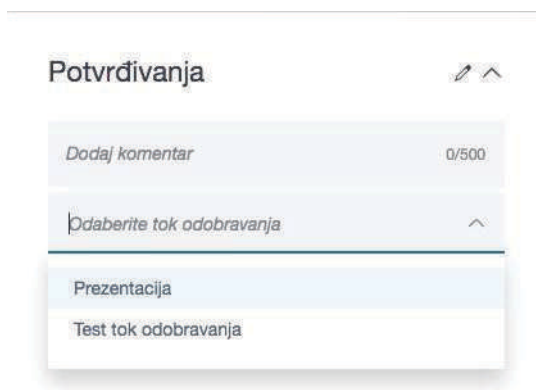 Potvrđivanja
Dodaj komentar 0/500
Odaberite tok odobravanja
Prezentacija
Test tok odobravanja